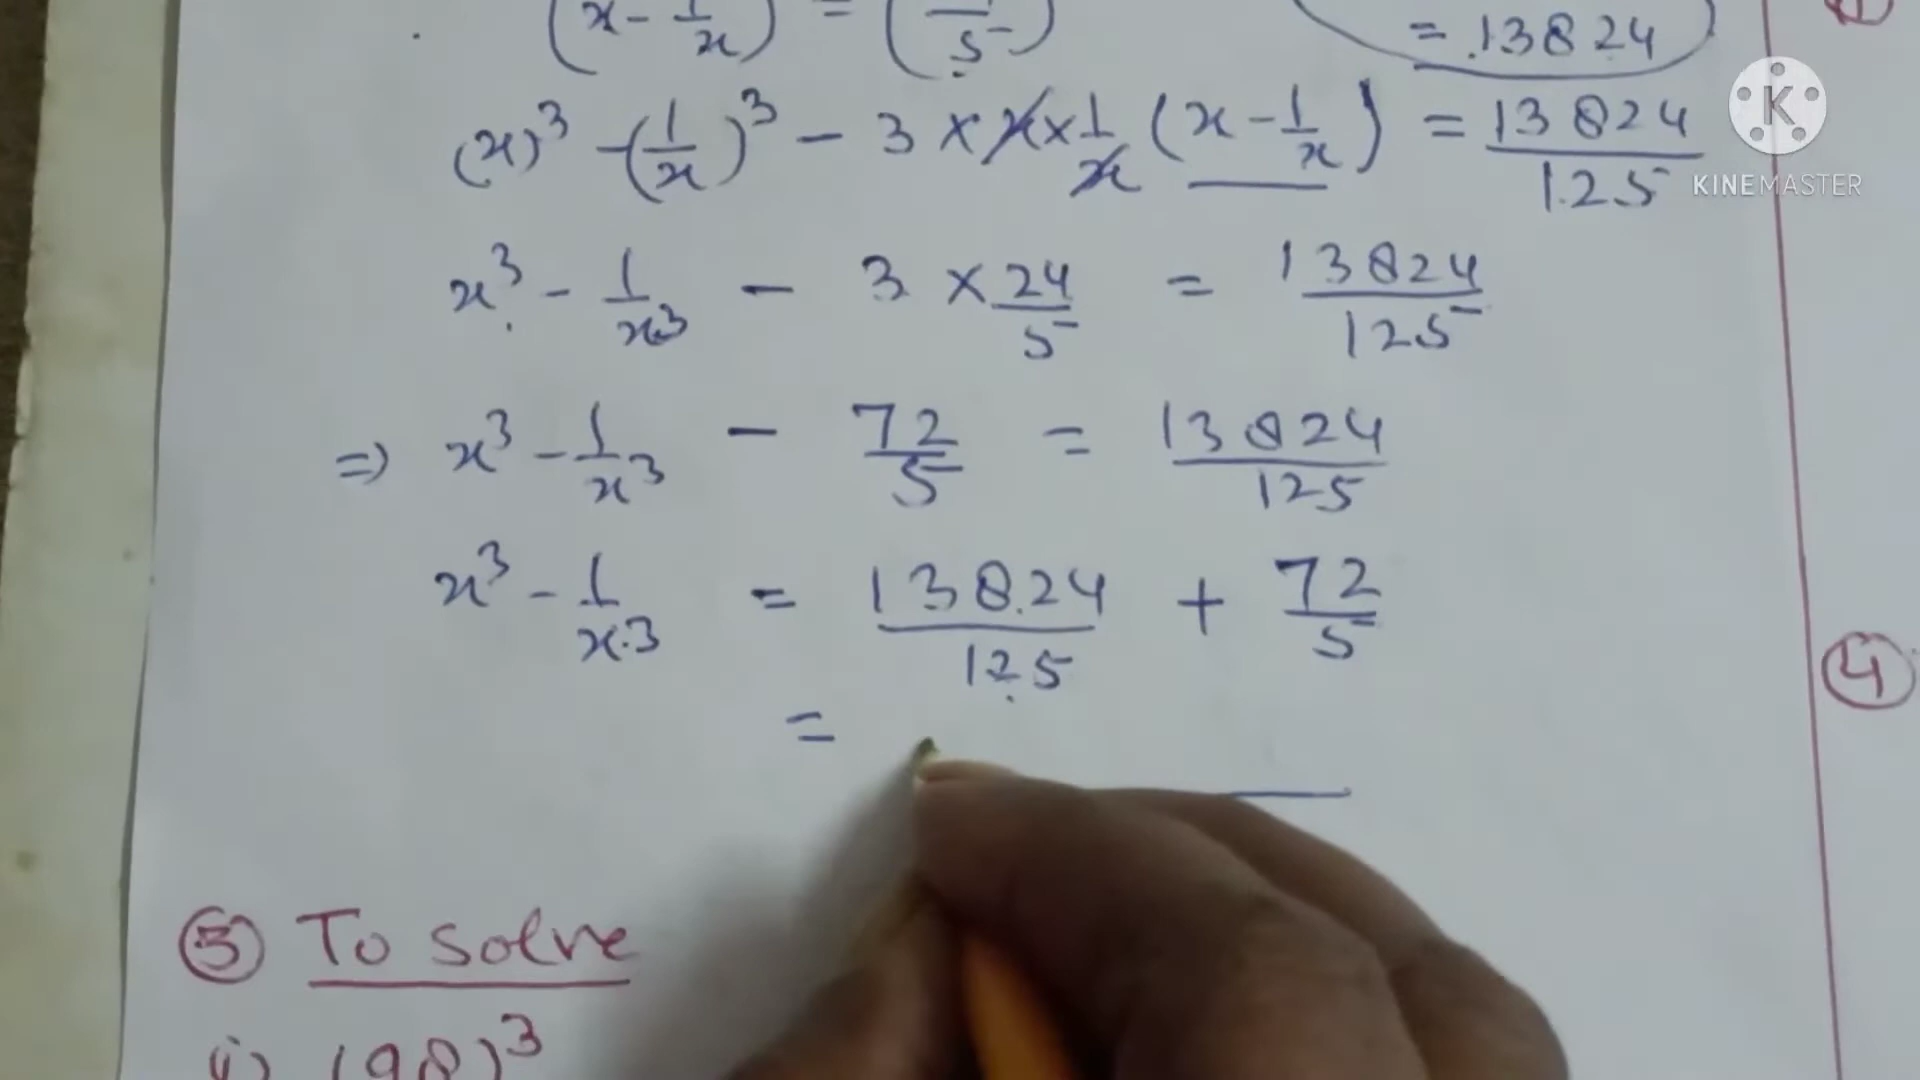 (x - 1/x) = ( /5)
= 13824
(x)³ - (1/x)³ - 3 × x × 1/x (x - 1/x) = 13824/125
x³ - 1/x³ - 3 × 24/5 = 13824/125
⇒ x³ - 1/x³ - 72/5 = 13824/125
x³ - 1/x³ = 13824/125 + 72/5
=
⑤ To solve
(i) (98)³
④
K
KINEMASTER